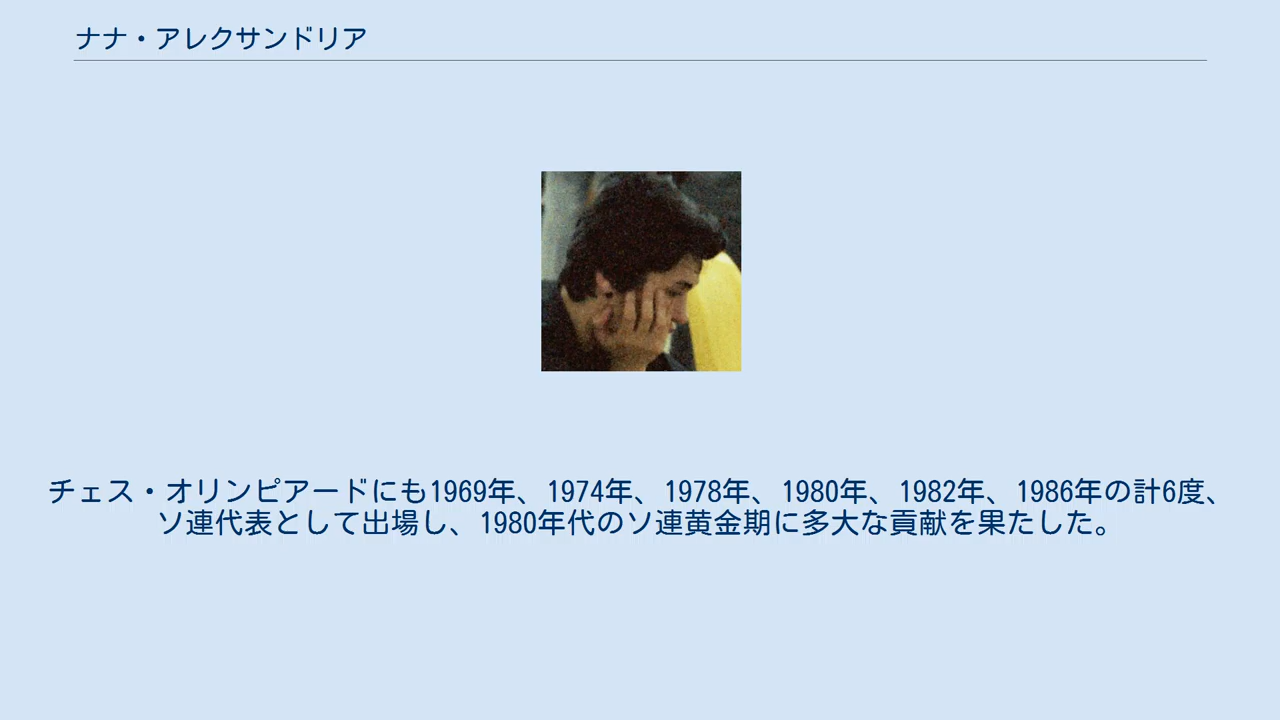 ナナ・アレクサンドリア
チェス・オリンピアードにも1969年、1974年、1978年、1980年、1982年、1986年の計6度、
ソ連代表として出場し、1980年代のソ連黄金期に多大な貢献を果たした。